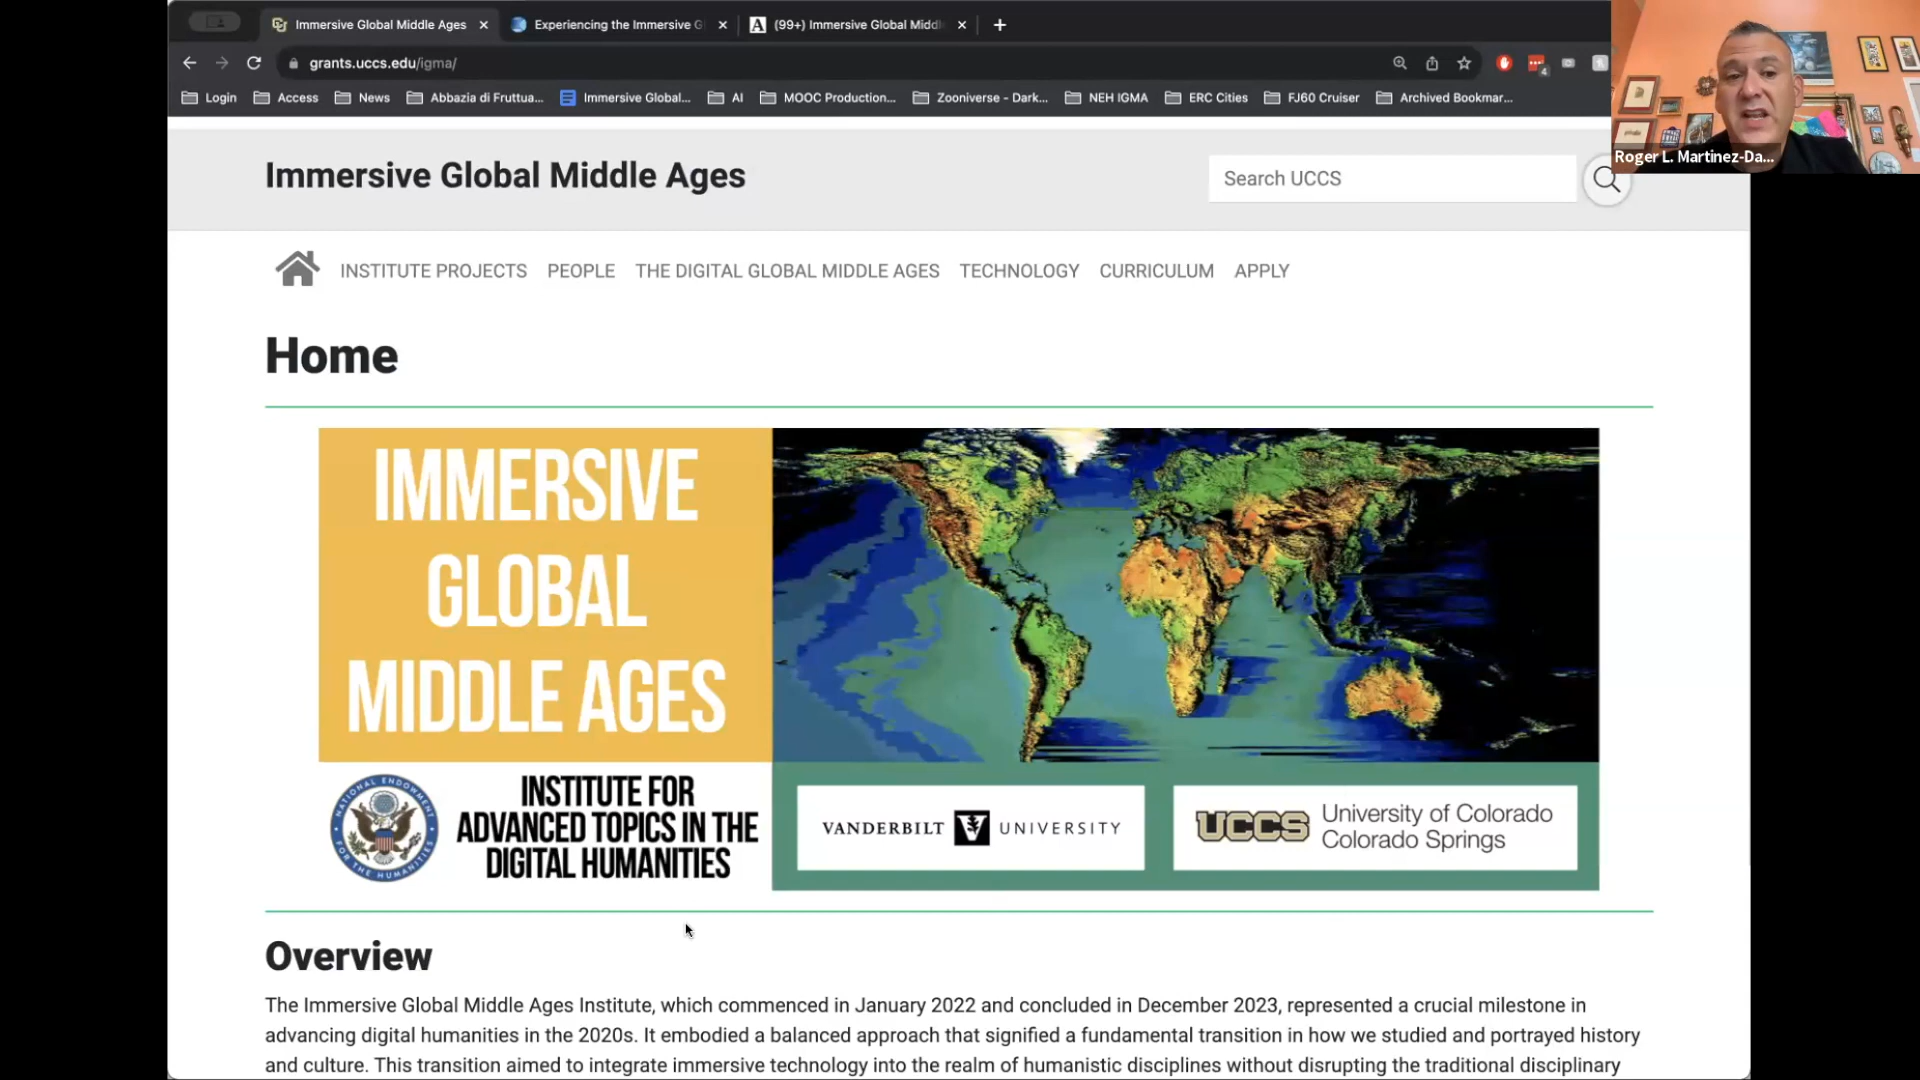 Immersive Global Middle Ages
Experiencing the Immersive G
(99+) Immersive Global Middl
grants.uccs.edu/igma/
4
Login Access News Abbazia di Fruttua... Immersive Global... AI MOOC Production... Zooniverse - Dark... NEH IGMA ERC Cities FJ60 Cruiser Archived Bookmar...
Roger L. Martinez-Da...
Immersive Global Middle Ages
Search UCCS
INSTITUTE PROJECTS PEOPLE THE DIGITAL GLOBAL MIDDLE AGES TECHNOLOGY CURRICULUM APPLY
Home
IMMERSIVE
GLOBAL
MIDDLE AGES
NATIONAL ENDOWMENT
FOR THE HUMANITIES
INSTITUTE FOR
ADVANCED TOPICS IN THE
DIGITAL HUMANITIES
VANDERBILT V UNIVERSITY
UCCS
University of Colorado
Colorado Springs
Overview
The Immersive Global Middle Ages Institute, which commenced in January 2022 and concluded in December 2023, represented a crucial milestone in
advancing digital humanities in the 2020s. It embodied a balanced approach that signified a fundamental transition in how we studied and portrayed history
and culture. This transition aimed to integrate immersive technology into the realm of humanistic disciplines without disrupting the traditional disciplinary